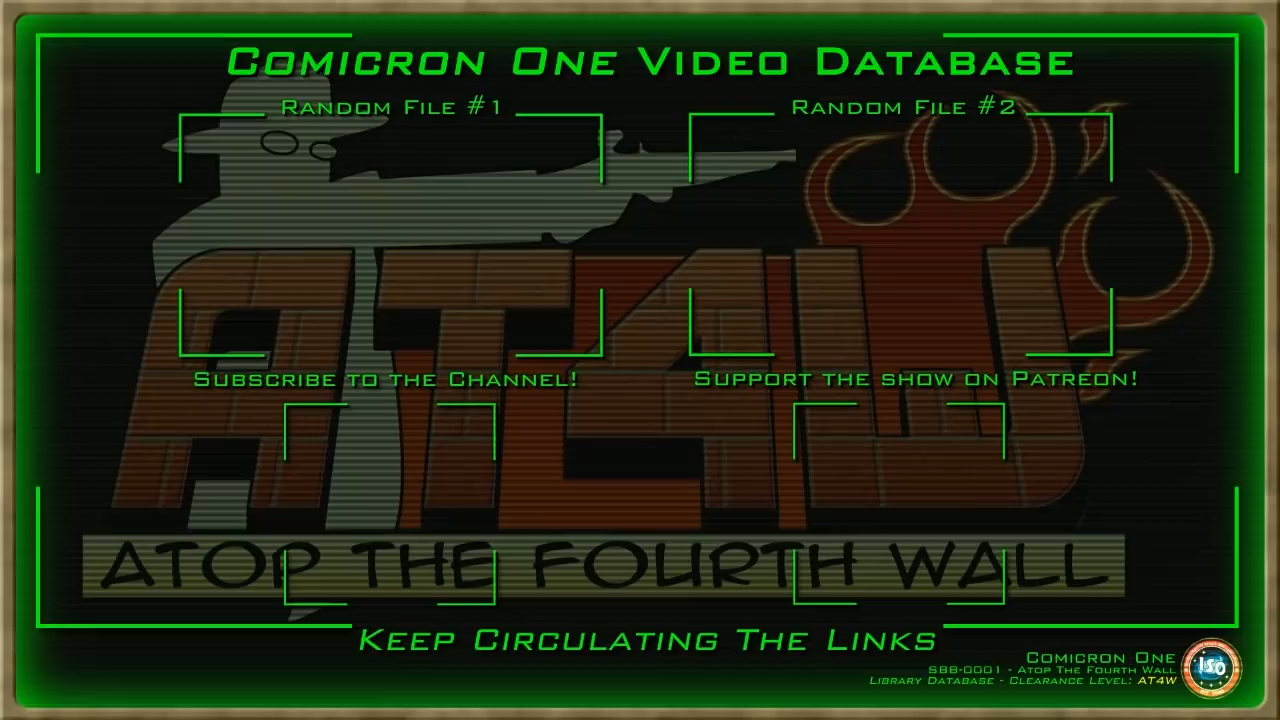 Comicron One Video Database
Random File #1
Random File #2
AT4W
Subscribe to the Channel!
Support the show on Patreon!
ATOP THE FOURTH WALL
Keep Circulating The Links
Comicron One
SBB-0001 - Atop The Fourth Wall
Library Database - Clearance Level: AT4W
ISO